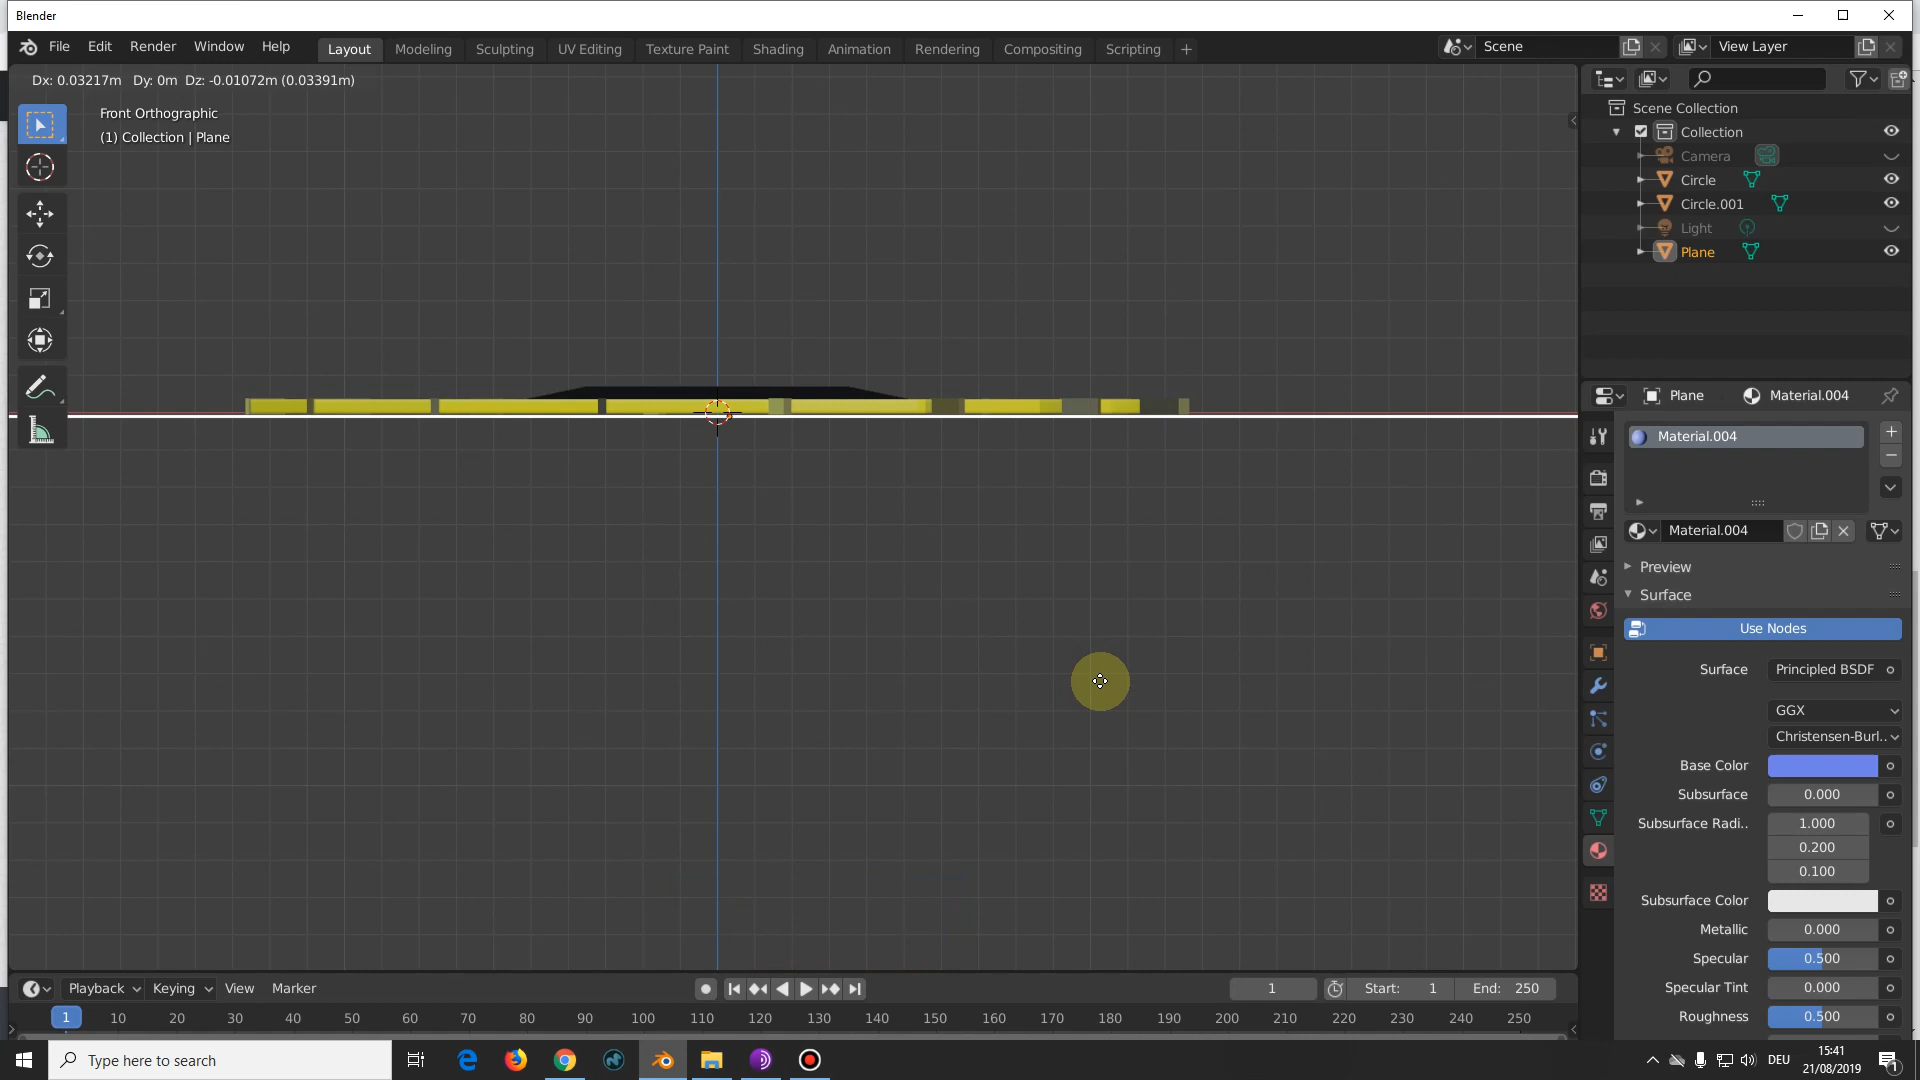 Blender
File Edit Render Window Help
Layout Modeling Sculpting UV Editing Texture Paint Shading Animation Rendering Compositing Scripting
Scene
View Layer
Dx: 0.03217m Dy: 0m Dz: -0.01072m (0.03391m)
Front Orthographic
(1) Collection | Plane
Scene Collection
Collection
Camera
Circle
Circle.001
Light
Plane
Plane
Material.004
Material.004
Material.004
Preview
Surface
Use Nodes
Surface Principled BSDF
GGX
Christensen-Burl..
Base Color
Subsurface 0.000
Subsurface Radi.. 1.000
0.200
0.100
Subsurface Color
Metallic 0.000
Specular 0.500
Specular Tint 0.000
Roughness 0.500
Playback Keying View Marker
1
Start: 1
End: 250
1 10 20 30 40 50 60 70 80 90 100 110 120 130 140 150 160 170 180 190 200 210 220 230 240 250
Type here to search
DEU
15:41
21/08/2019
1